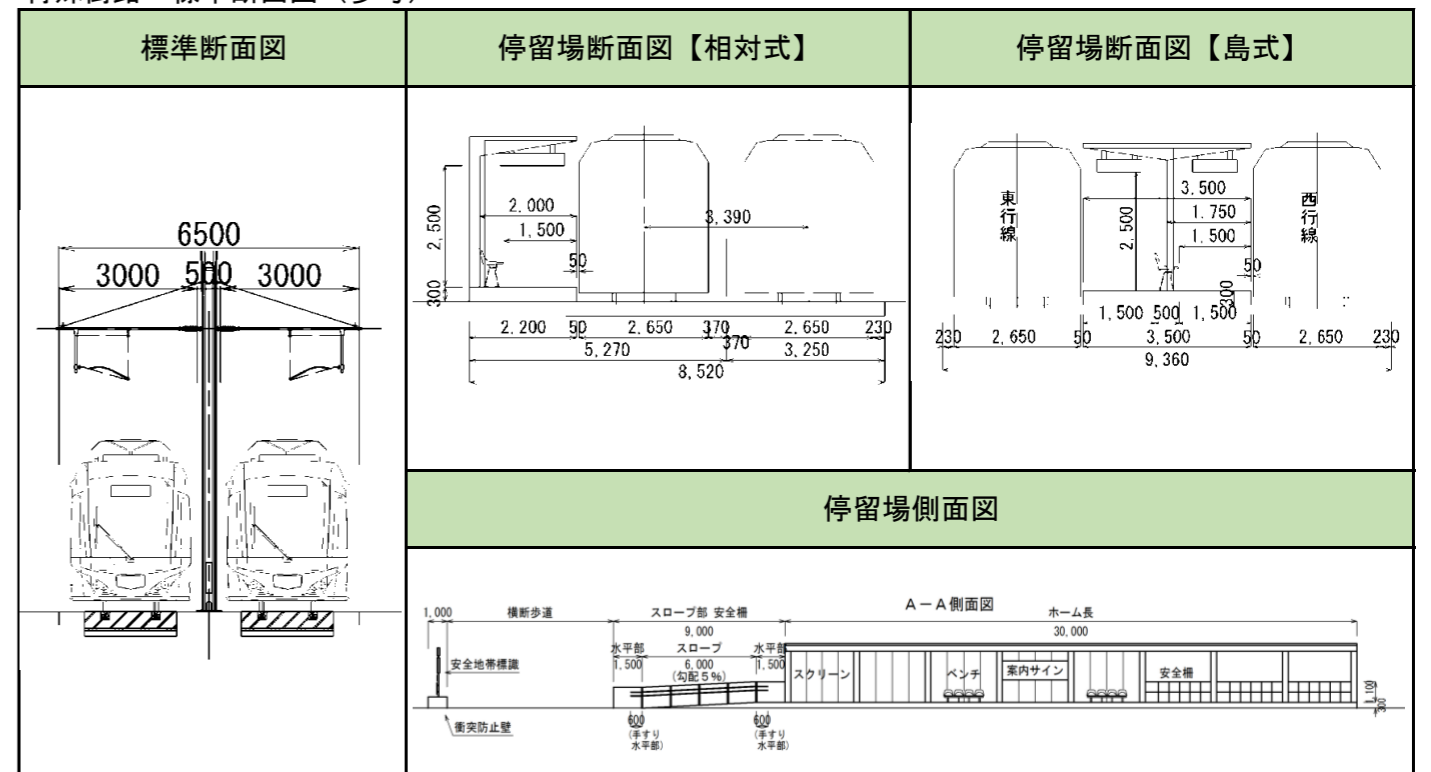 標準断面図
停留場断面図【相対式】
停留場断面図【島式】
6500
3000 500 3000
2,000
1,500
3,390
2,500
50
300
2,200 50 2,650 370 2,650 230
370
5,270 3,250
8,520
東行線
西行線
3,500
1.750
2,500
1,500
50
300
1,500 500 1,500
230 2,650 50 3,500 50 2,650 230
9,360
停留場側面図
A-A側面図
1,000 横断歩道 スロープ部 安全柵 ホーム長
9,000 30,000
水平部 スロープ 水平部
1,500 6,000 1,500
(勾配5%)
安全地帯標識
スクリーン ベンチ 案内サイン 安全柵
1,100
300
600 600
(手すり (手すり
水平部) 水平部)
衝突防止壁